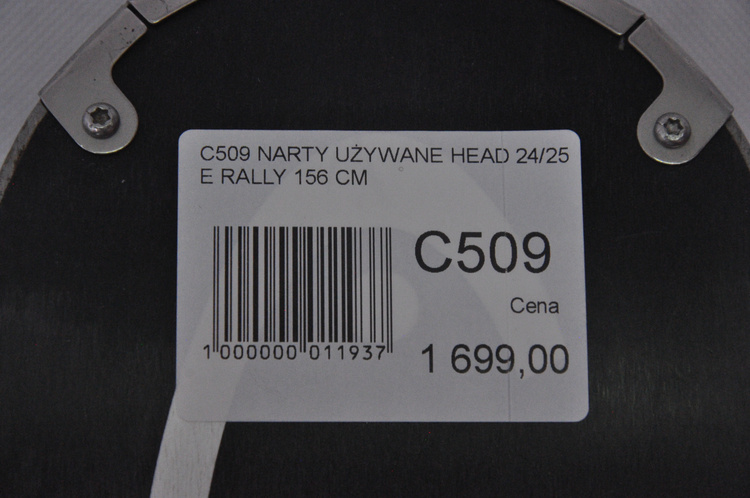 C509 NARTY UŻYWANE HEAD 24/25
E RALLY 156 CM
C509
Cena
1 000000 011937
1 699,00